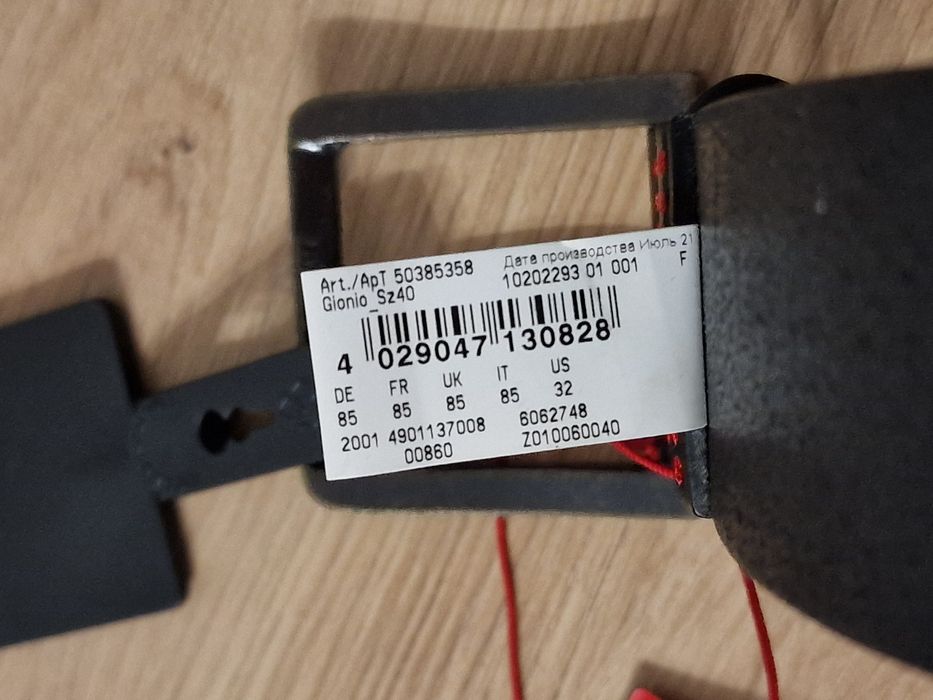 Art./ApT 50385358
Gionio_Sz40
Дата производства Июль 21
10202293 01 001 F
4 029047 130828
DE FR UK IT US
85 85 85 85 32
2001 4901137008 6062748
00860 Z010060040